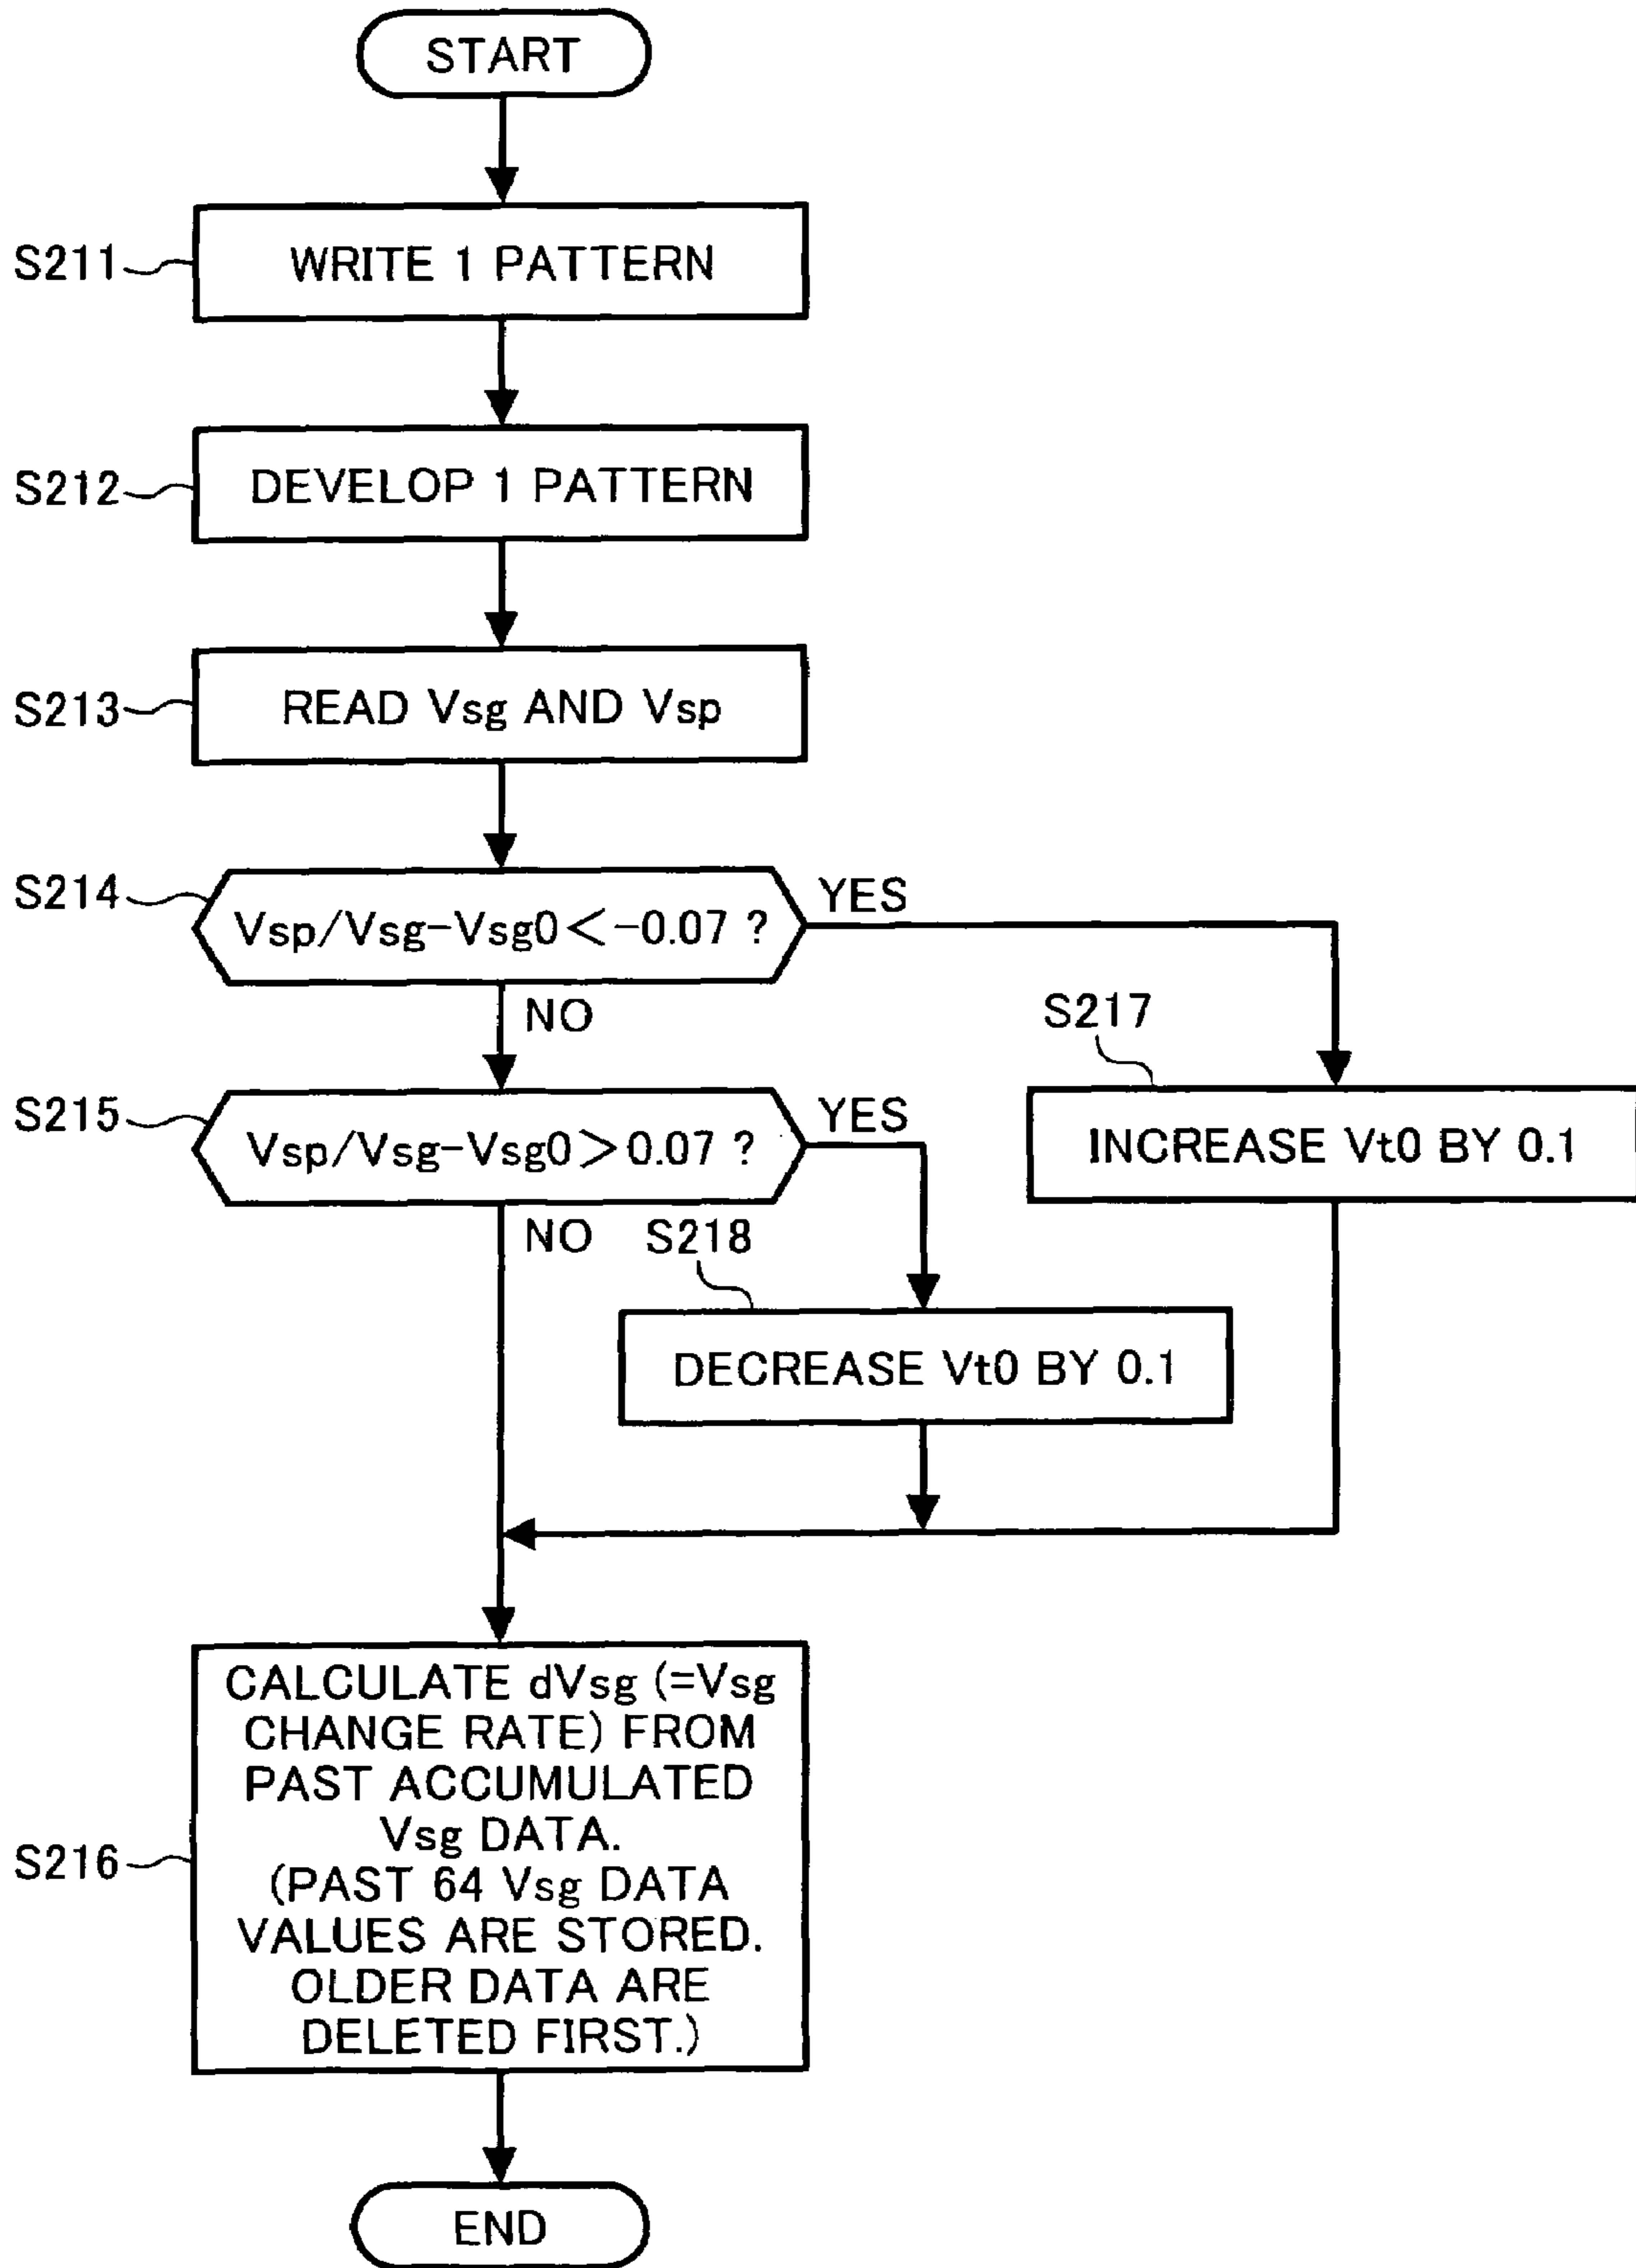 START
S211
WRITE 1 PATTERN
S212
DEVELOP 1 PATTERN
S213
READ Vsg AND Vsp
S214
Vsp/Vsg-Vsg0<-0.07 ?
YES
NO
S217
INCREASE Vt0 BY 0.1
S215
Vsp/Vsg-Vsg0>0.07 ?
YES
NO
S218
DECREASE Vt0 BY 0.1
S216
CALCULATE dVsg (=Vsg
CHANGE RATE) FROM
PAST ACCUMULATED
Vsg DATA.
(PAST 64 Vsg DATA
VALUES ARE STORED.
OLDER DATA ARE
DELETED FIRST.)
END